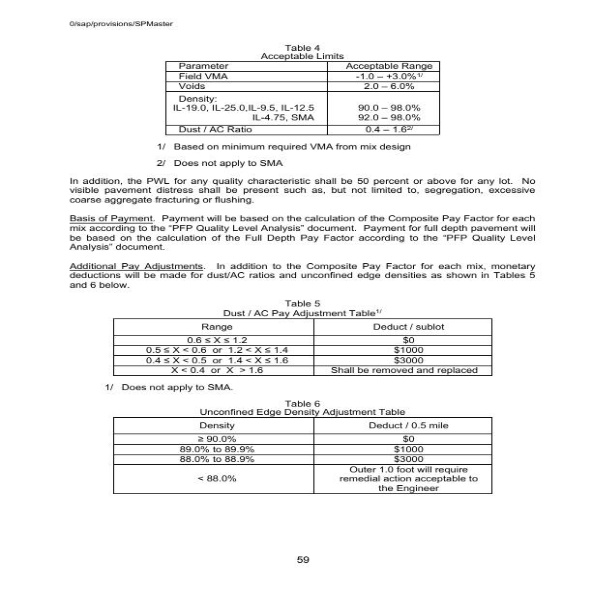 0/sap/provisions/SPMaster
Table 4
Acceptable Limits
Parameter Acceptable Range
Field VMA -1.0 – +3.0%1/
Voids 2.0 – 6.0%
Density:
IL-19.0, IL-25.0,IL-9.5, IL-12.5 90.0 – 98.0%
IL-4.75, SMA 92.0 – 98.0%
Dust / AC Ratio 0.4 – 1.62/
1/ Based on minimum required VMA from mix design
2/ Does not apply to SMA
In addition, the PWL for any quality characteristic shall be 50 percent or above for any lot. No
visible pavement distress shall be present such as, but not limited to, segregation, excessive
coarse aggregate fracturing or flushing.
Basis of Payment. Payment will be based on the calculation of the Composite Pay Factor for each
mix according to the “PFP Quality Level Analysis” document. Payment for full depth pavement will
be based on the calculation of the Full Depth Pay Factor according to the “PFP Quality Level
Analysis” document.
Additional Pay Adjustments. In addition to the Composite Pay Factor for each mix, monetary
deductions will be made for dust/AC ratios and unconfined edge densities as shown in Tables 5
and 6 below.
Table 5
Dust / AC Pay Adjustment Table1/
Range Deduct / sublot
0.6 ≤ X ≤ 1.2 $0
0.5 ≤ X < 0.6 or 1.2 < X ≤ 1.4 $1000
0.4 ≤ X < 0.5 or 1.4 < X ≤ 1.6 $3000
X < 0.4 or X > 1.6 Shall be removed and replaced
1/ Does not apply to SMA.
Table 6
Unconfined Edge Density Adjustment Table
Density Deduct / 0.5 mile
≥ 90.0% $0
89.0% to 89.9% $1000
88.0% to 88.9% $3000
< 88.0% Outer 1.0 foot will require
remedial action acceptable to
the Engineer
59